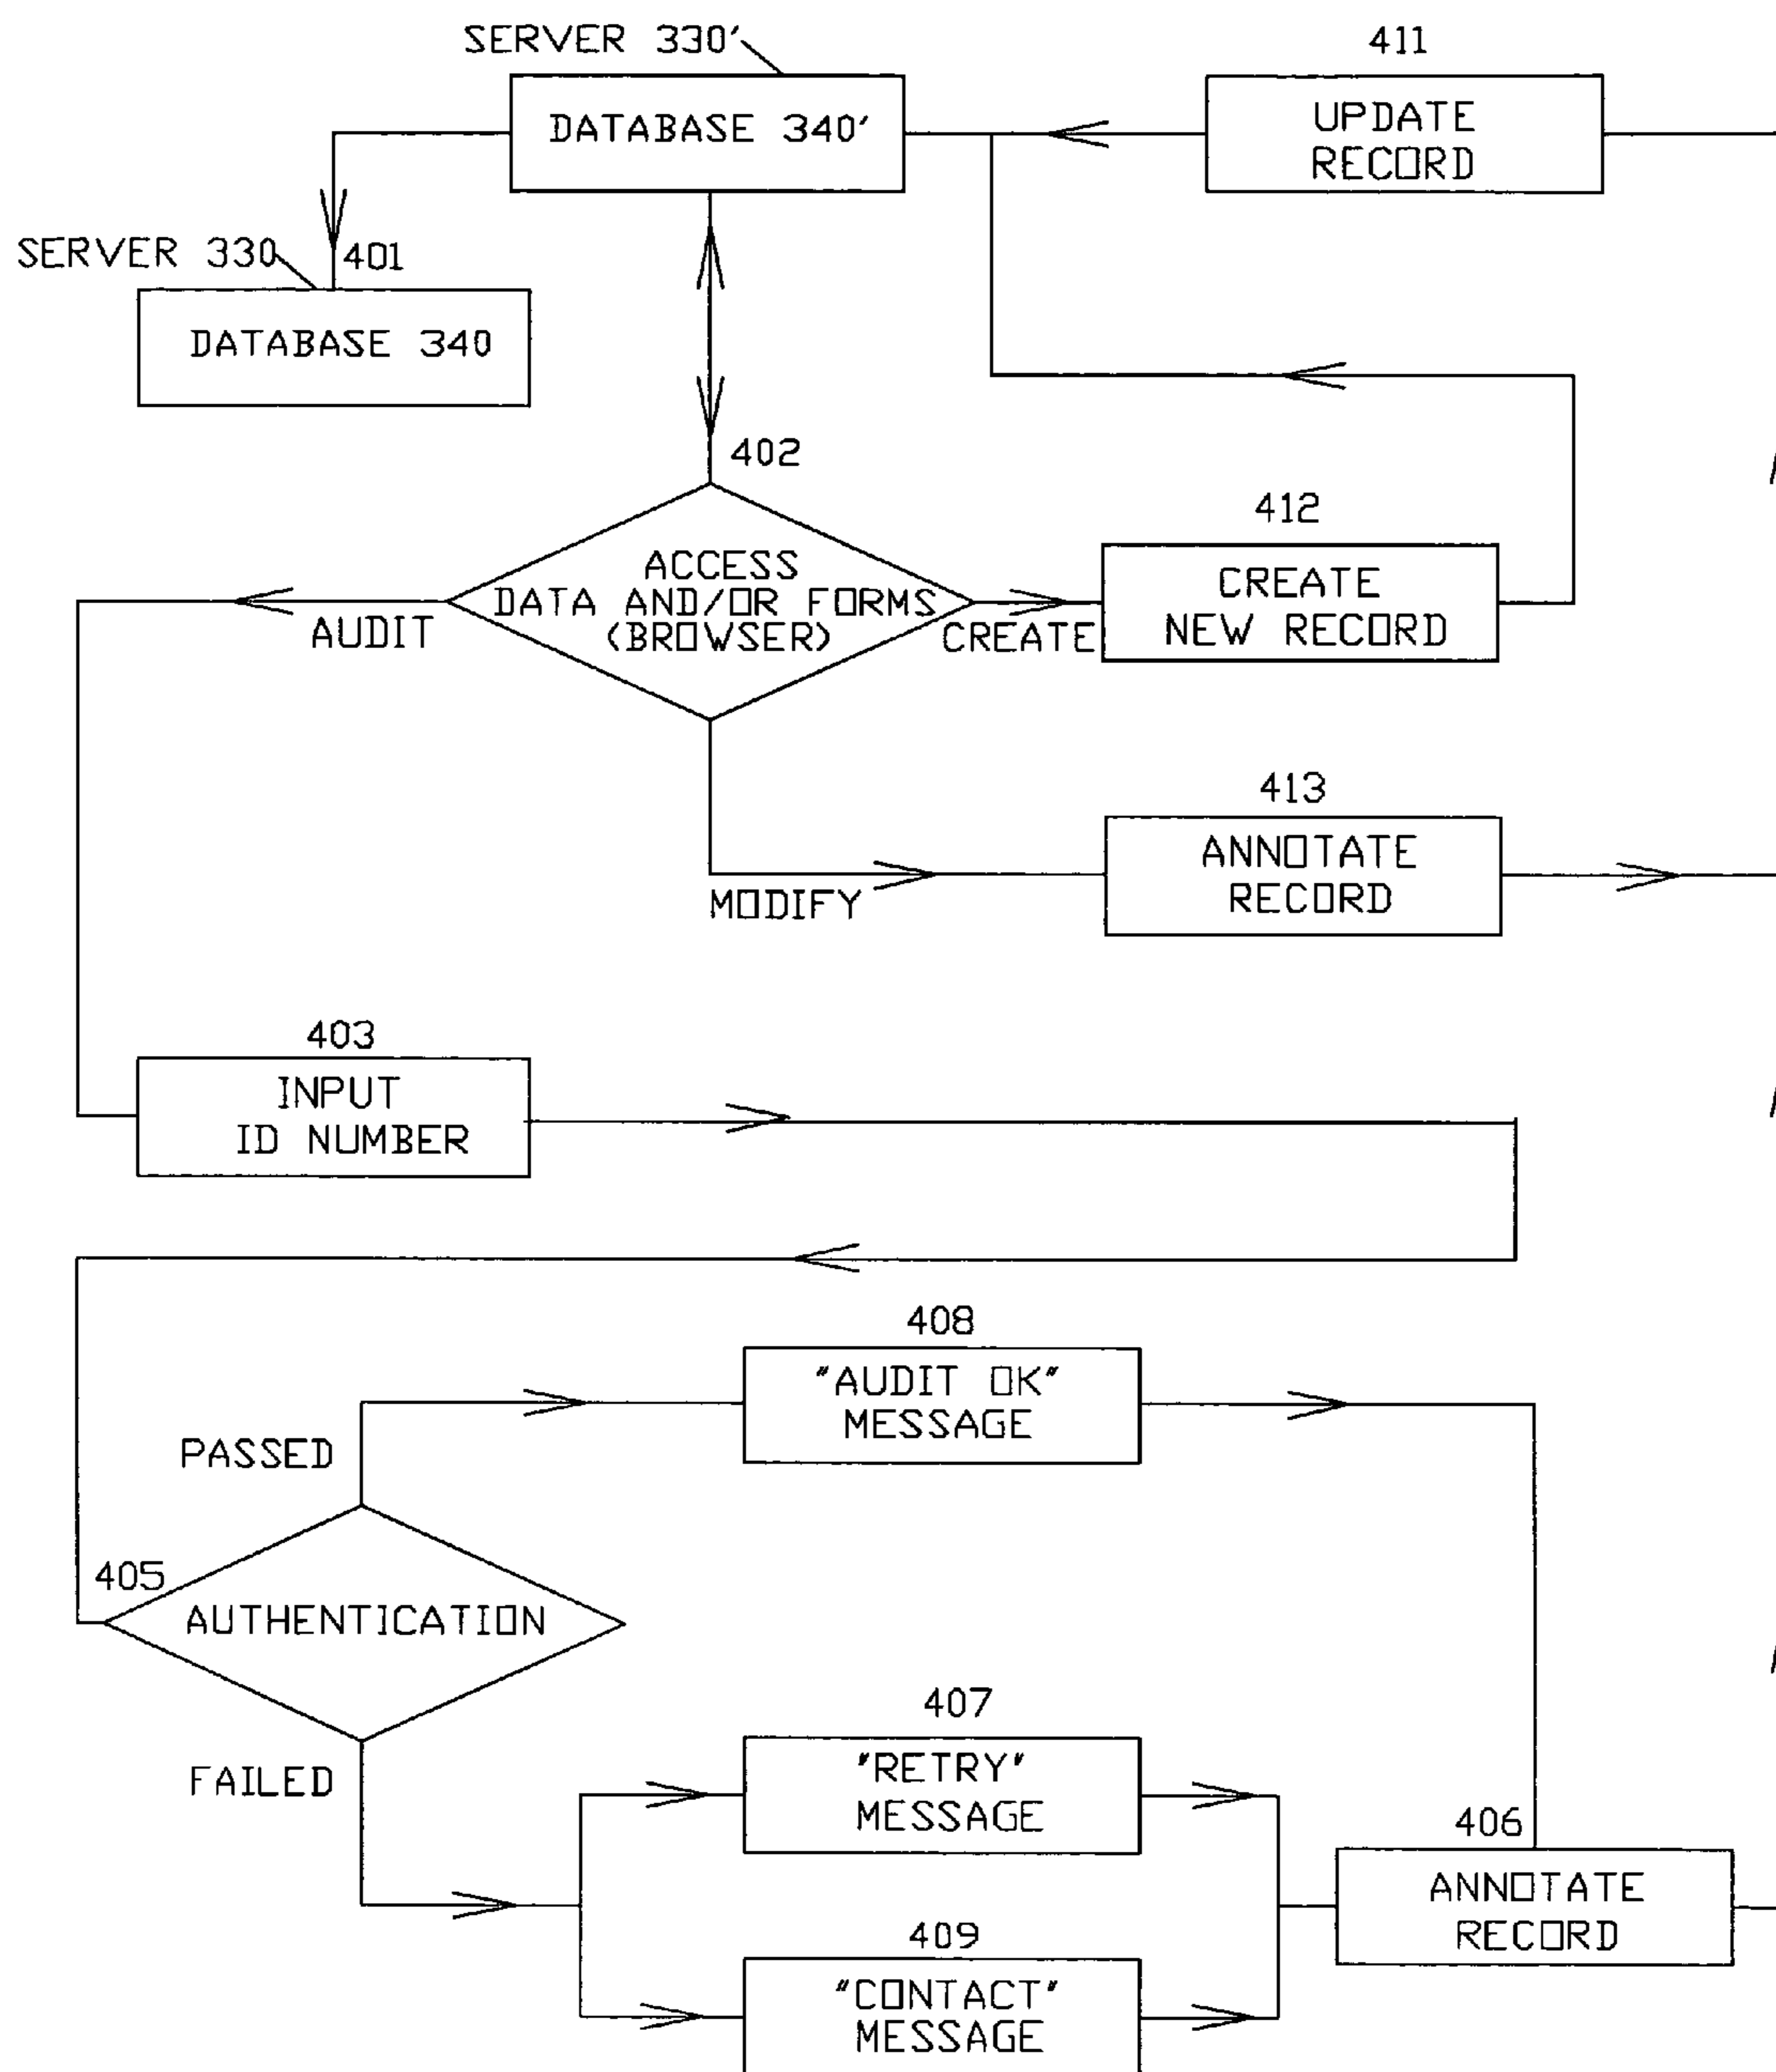 SERVER 330'
411
DATABASE 340'
UPDATE
RECORD
SERVER 330
401
DATABASE 340
402
412
ACCESS
DATA AND/OR FORMS
(BROWSER)
CREATE
NEW RECORD
AUDIT
CREATE
413
ANNOTATE
RECORD
MODIFY
403
INPUT
ID NUMBER
408
"AUDIT OK"
MESSAGE
PASSED
405
AUTHENTICATION
407
"RETRY"
MESSAGE
FAILED
406
ANNOTATE
RECORD
409
"CONTACT"
MESSAGE